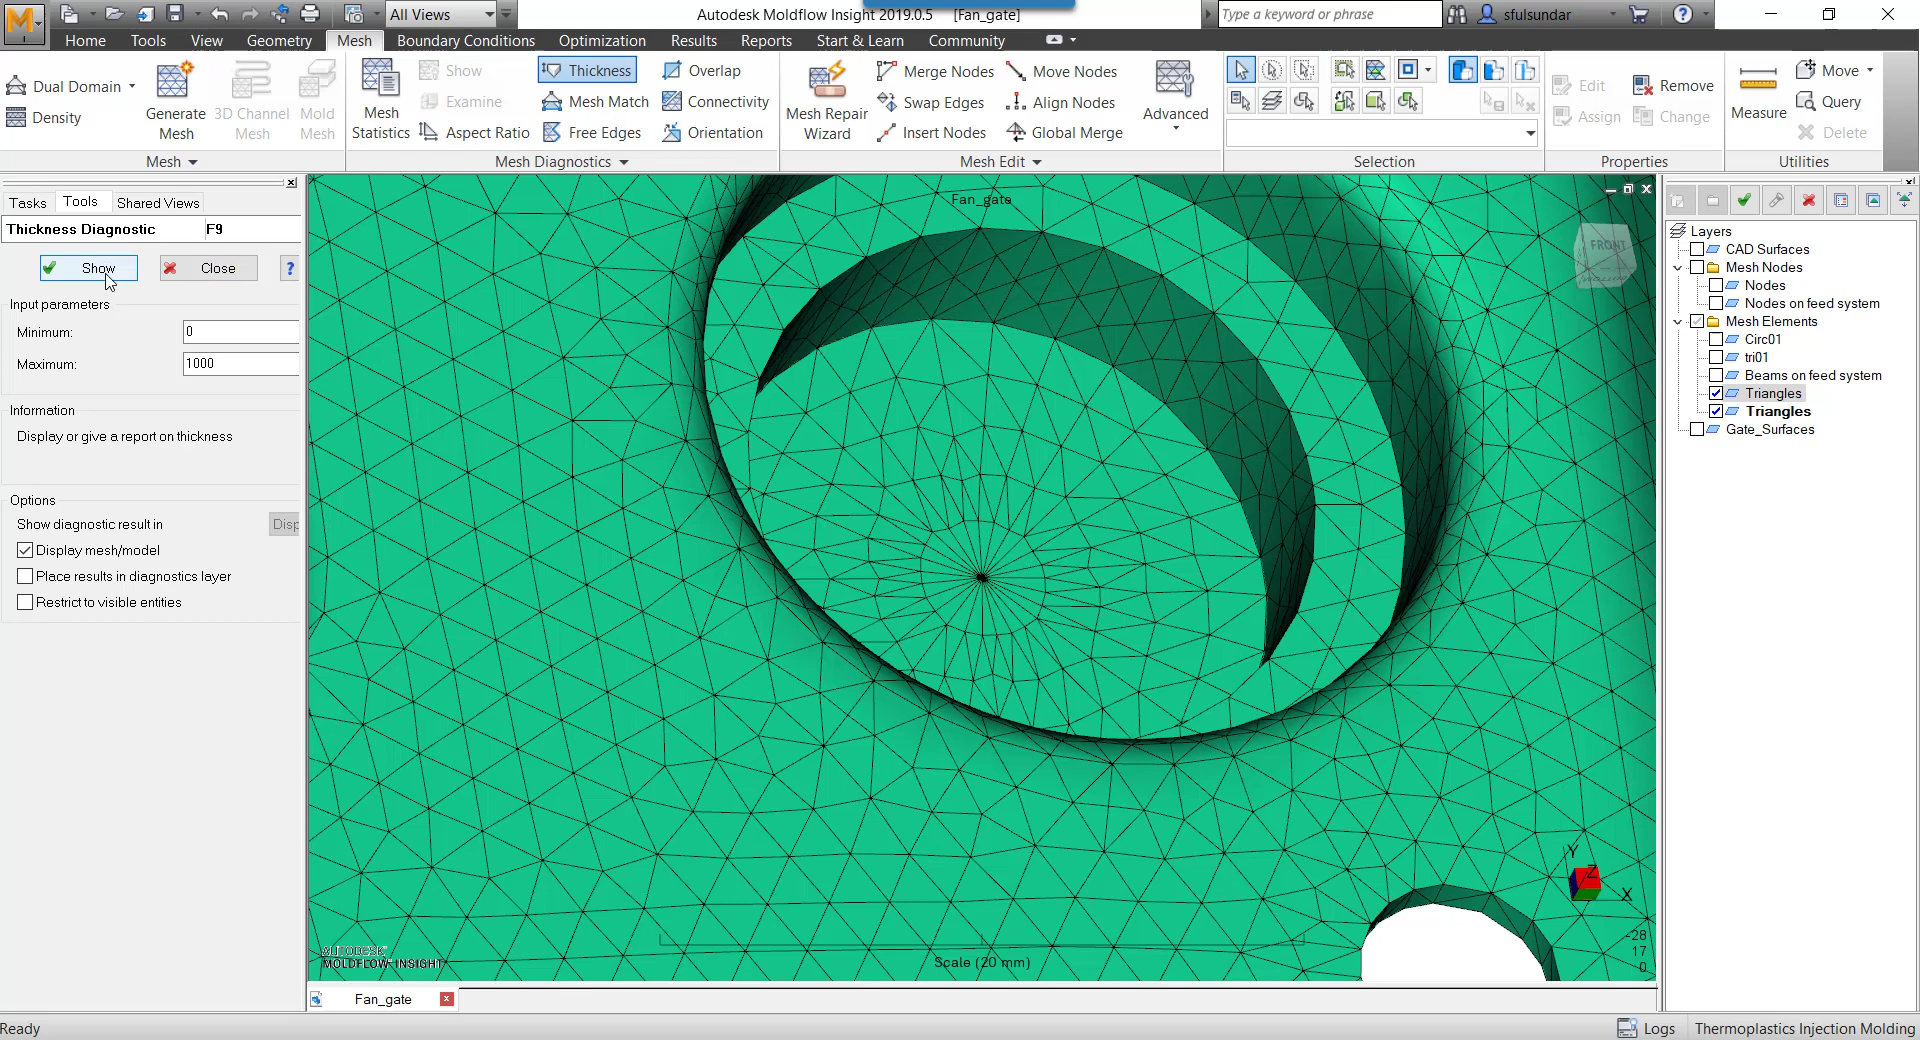 M
All Views
Autodesk Moldflow Insight 2019.0.5 [Fan_gate]
Type a keyword or phrase
sfulsundar
Home Tools View Geometry Mesh Boundary Conditions Optimization Results Reports Start & Learn Community
Dual Domain
Density
Generate Mesh
3D Channel Mesh
Mold Mesh
Mesh
Mesh Statistics
Show
Examine
Aspect Ratio
Thickness
Mesh Match
Free Edges
Overlap
Connectivity
Orientation
Mesh Diagnostics
Mesh Repair Wizard
Merge Nodes
Swap Edges
Insert Nodes
Move Nodes
Align Nodes
Global Merge
Advanced
Mesh Edit
Selection
Edit
Assign
Remove
Change
Properties
Measure
Move
Query
Delete
Utilities
Tasks Tools Shared Views
Thickness Diagnostic F9
Show Close ?
Input parameters
Minimum: 0
Maximum: 1000
Information
Display or give a report on thickness
Options
Show diagnostic result in Disp
Display mesh/model
Place results in diagnostics layer
Restrict to visible entities
Fan_gate
FRONT
Y
Z
X
-28
17
0
AUTODESK
MOLDFLOW INSIGHT
Scale (20 mm)
Fan_gate
Layers
CAD Surfaces
Mesh Nodes
Nodes
Nodes on feed system
Mesh Elements
Circ01
tri01
Beams on feed system
Triangles
Triangles
Gate_Surfaces
Ready
Logs
Thermoplastics Injection Molding